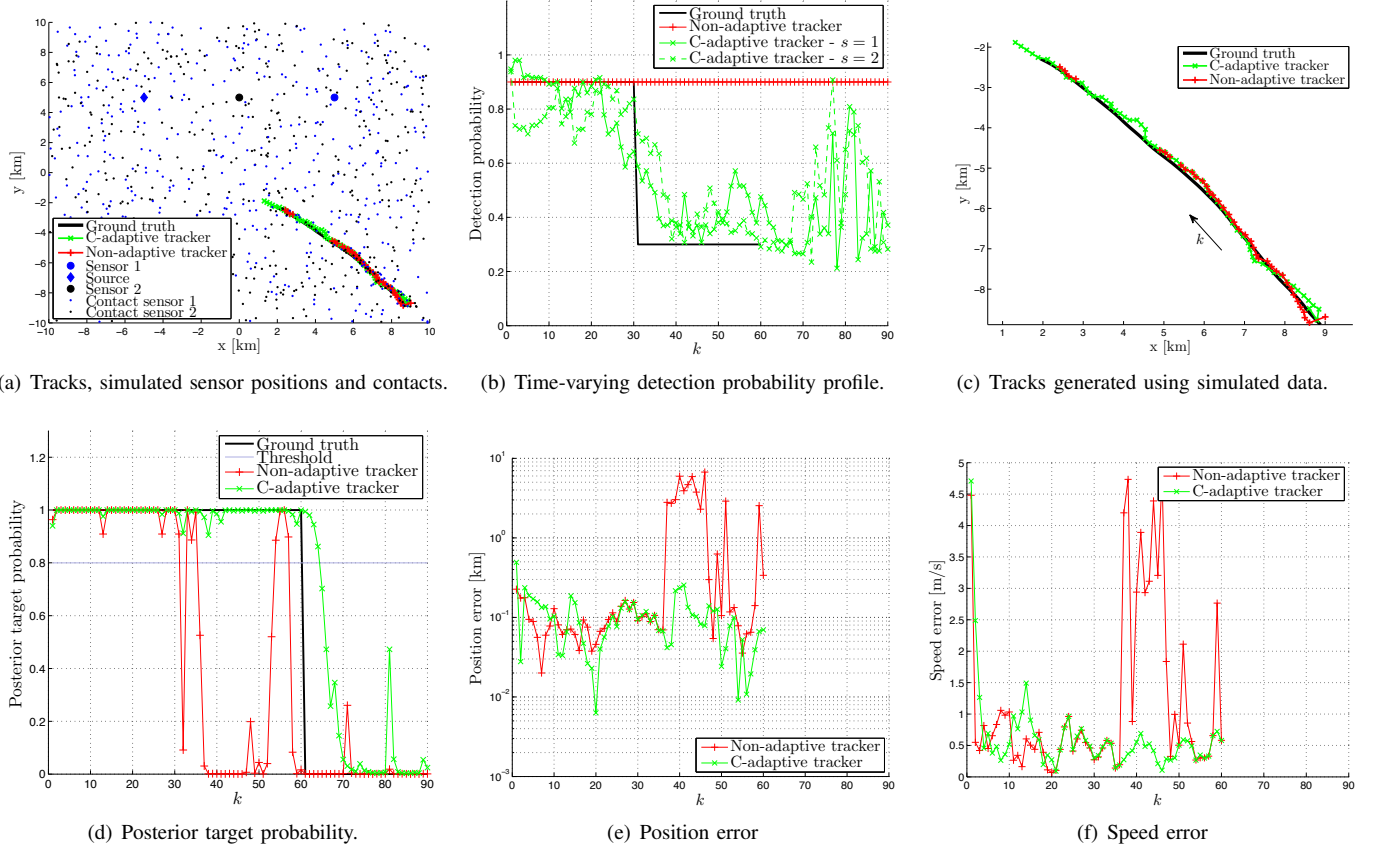 10
8
6
4
2
0
−2
−4
−6
−8
−10
y [km]
−10
−8
−6
−4
−2
0
2
4
6
8
10
x [km]
Ground truth
C-adaptive tracker
Non-adaptive tracker
Sensor 1
Source
Sensor 2
Contact sensor 1
Contact sensor 2
a) Tracks, simulated sensor positions and contacts.
1
0.8
0.6
0.4
0.2
0
Detection probability
0
10
20
30
40
50
60
70
80
90
k
Ground truth
Non-adaptive tracker
C-adaptive tracker - s = 1
C-adaptive tracker - s = 2
(b) Time-varying detection probability profile.
−2
−3
−4
−5
−6
−7
−8
y [km]
1
2
3
4
5
6
7
8
9
x [km]
k
Ground truth
C-adaptive tracker
Non-adaptive tracker
(c) Tracks generated using simulated data.
1.2
1
0.8
0.6
0.4
0.2
0
Posterior target probability
0
10
20
30
40
50
60
70
80
90
k
Ground truth
Threshold
Non-adaptive tracker
C-adaptive tracker
(d) Posterior target probability.
10^1
10^0
10^−1
10^−2
10^−3
Position error [km]
0
10
20
30
40
50
60
70
80
90
k
Non-adaptive tracker
C-adaptive tracker
(e) Position error
5
4.5
4
3.5
3
2.5
2
1.5
1
0.5
0
Speed error [m/s]
0
10
20
30
40
50
60
70
80
90
k
Non-adaptive tracker
C-adaptive tracker
(f) Speed error